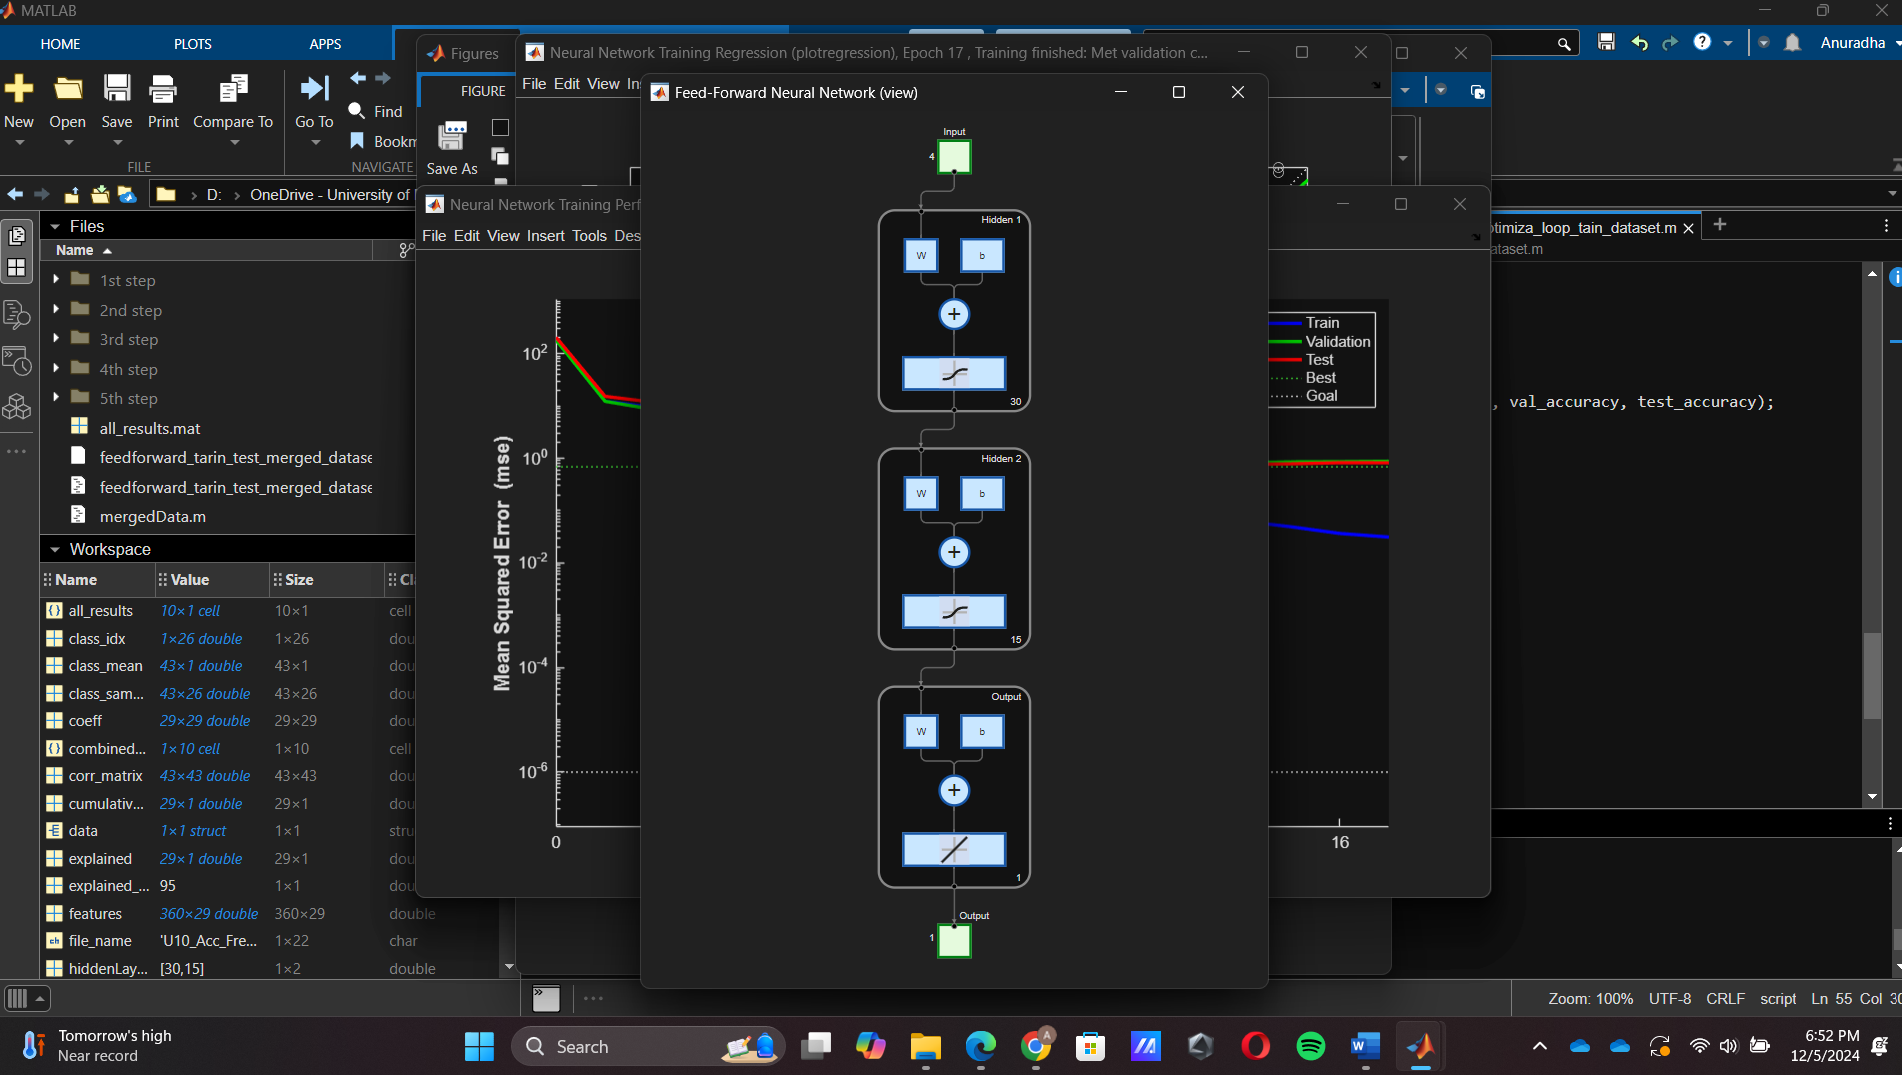 MATLAB
HOME
PLOTS
APPS
Anuradha
New
Open
Save
Print
Compare To
Go To
Find
Bookm
FILE
NAVIGATE
D:
OneDrive - University of
Files
Name
1st step
2nd step
3rd step
4th step
5th step
all_results.mat
feedforward_tarin_test_merged_datase
feedforward_tarin_test_merged_datase
mergedData.m
Workspace
Name Value Size Cl
all_results 10×1 cell 10×1 cell
class_idx 1×26 double 1×26 dou
class_mean 43×1 double 43×1 dou
class_sam... 43×26 double 43×26 dou
coeff 29×29 double 29×29 dou
combined... 1×10 cell 1×10 cell
corr_matrix 43×43 double 43×43 dou
cumulativ... 29×1 double 29×1 dou
data 1×1 struct 1×1 stru
explained 29×1 double 29×1 dou
explained_... 95 1×1 dou
features 360×29 double 360×29 double
file_name 'U10_Acc_Fre... 1×22 char
hiddenLay... [30,15] 1×2 double
Figures
FIGURE
Save As
Neural Network Training Regression (plotregression), Epoch 17 , Training finished: Met validation c...
File Edit View Ins
Neural Network Training Perf
File Edit View Insert Tools Des
Mean Squared Error (mse)
10²
10⁰
10⁻²
10⁻⁴
10⁻⁶
0
16
Train
Validation
Test
Best
Goal
Feed-Forward Neural Network (view)
Input
4
Hidden 1
W b
+
30
Hidden 2
W b
+
15
Output
W b
+
1
Output
1
timiza_loop_tain_dataset.m
ataset.m
, val_accuracy, test_accuracy);
Zoom: 100% UTF-8 CRLF script Ln 55 Col 30
Tomorrow's high
Near record
Search
6:52 PM
12/5/2024